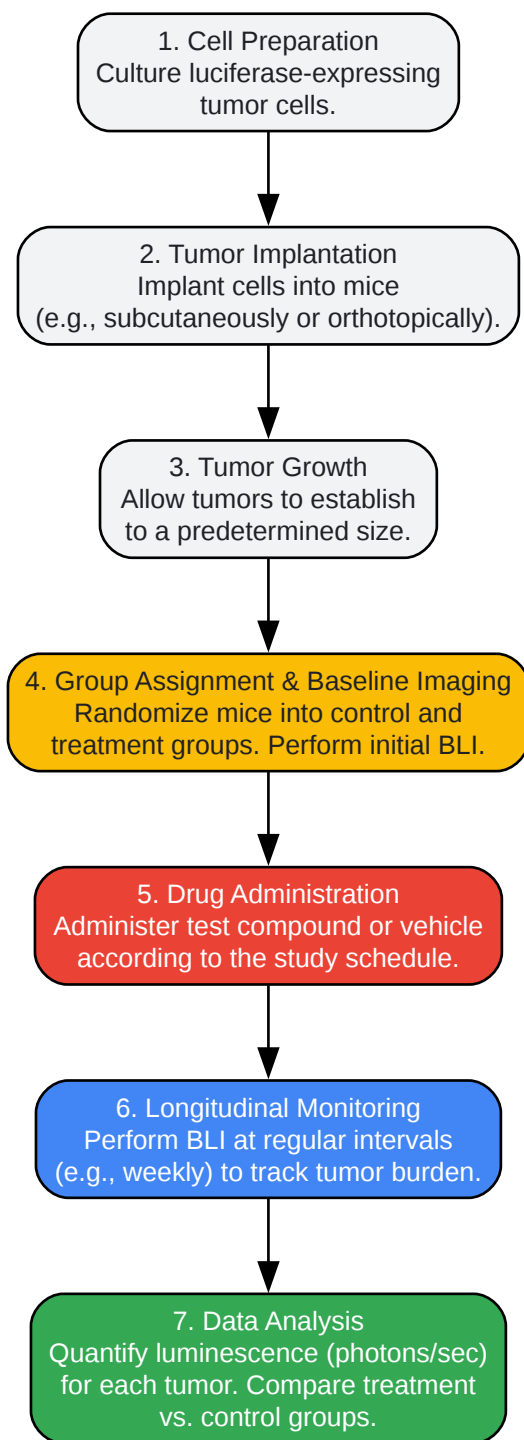 1. Cell Preparation
Culture luciferase-expressing
tumor cells.
2. Tumor Implantation
Implant cells into mice
(e.g., subcutaneously or orthotopically).
3. Tumor Growth
Allow tumors to establish
to a predetermined size.
4. Group Assignment & Baseline Imaging
Randomize mice into control and
treatment groups. Perform initial BLI.
5. Drug Administration
Administer test compound or vehicle
according to the study schedule.
6. Longitudinal Monitoring
Perform BLI at regular intervals
(e.g., weekly) to track tumor burden.
7. Data Analysis
Quantify luminescence (photons/sec)
for each tumor. Compare treatment
vs. control groups.